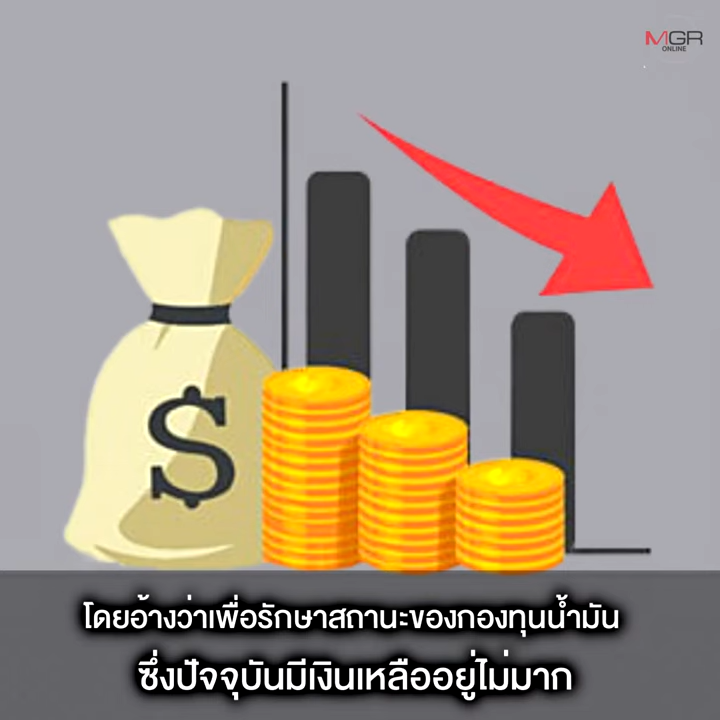 MGR
ONLINE
$
โดยอ้างว่าเพื่อรักษาสถานะของกองทุนน้ำมัน
ซึ่งปัจจุบันมีเงินเหลืออยู่ไม่มาก